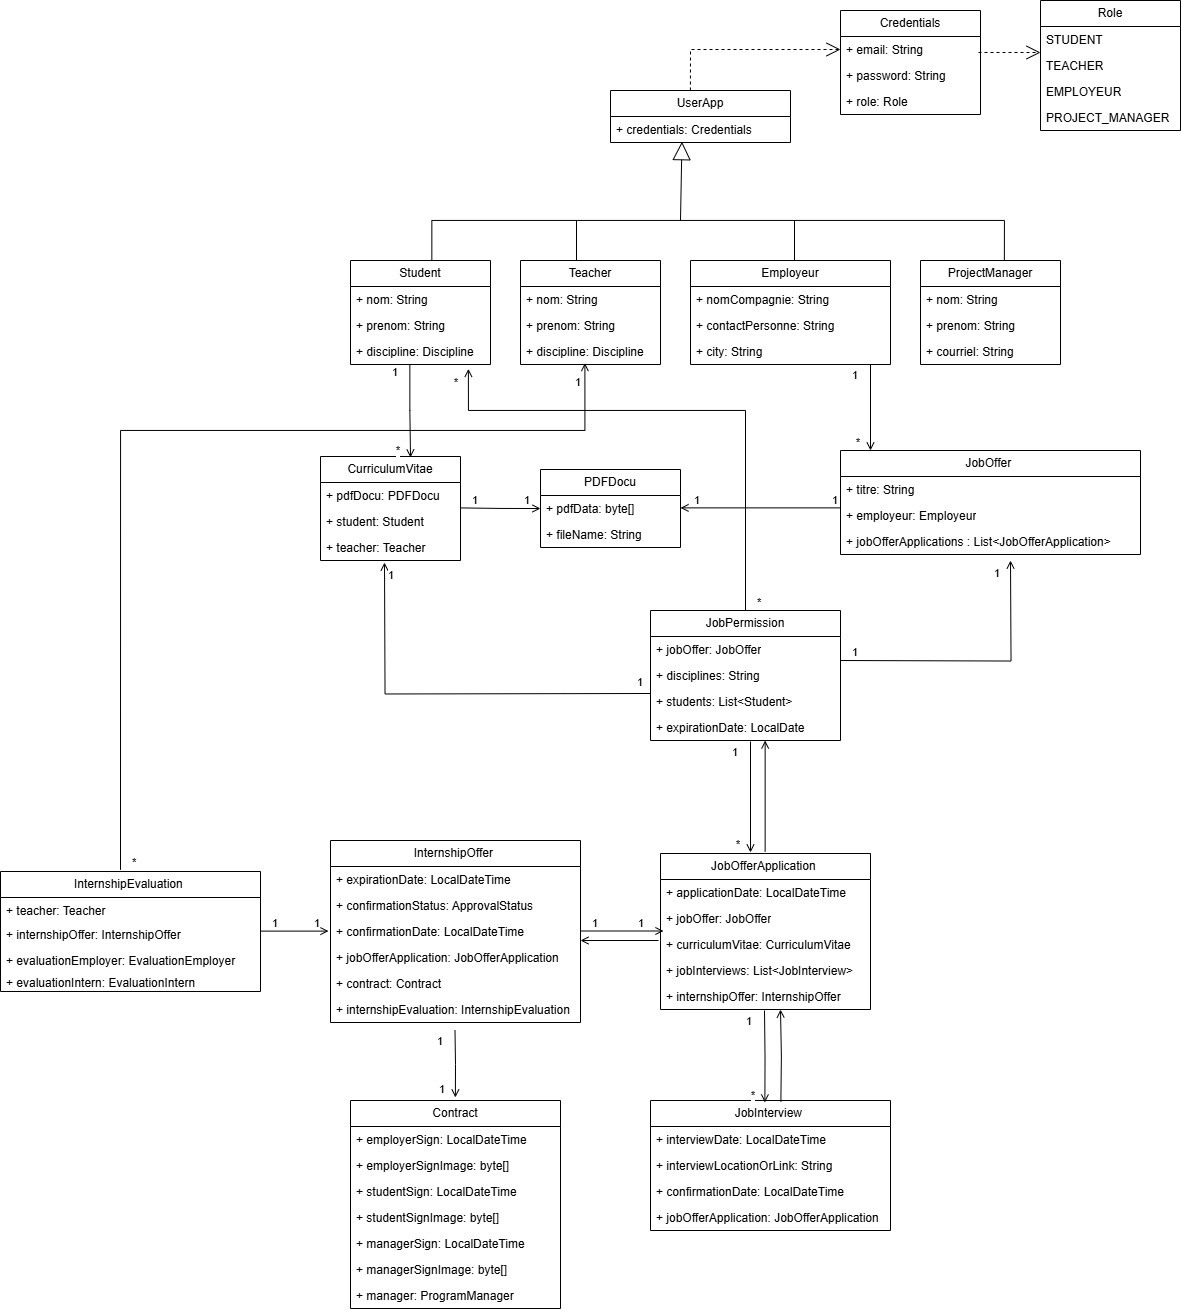 Credentials
+ email: String
+ password: String
+ role: Role
Role
STUDENT
TEACHER
EMPLOYEUR
PROJECT_MANAGER
UserApp
+ credentials: Credentials
Student
+ nom: String
+ prenom: String
+ discipline: Discipline
Teacher
+ nom: String
+ prenom: String
+ discipline: Discipline
Employeur
+ nomCompagnie: String
+ contactPersonne: String
+ city: String
ProjectManager
+ nom: String
+ prenom: String
+ courriel: String
1
*
1
1
*
*
CurriculumVitae
+ pdfDocu: PDFDocu
+ student: Student
+ teacher: Teacher
1
1
PDFDocu
+ pdfData: byte[]
+ fileName: String
1
1
JobOffer
+ titre: String
+ employeur: Employeur
+ jobOfferApplications : List<JobOfferApplication>
1
1
*
JobPermission
+ jobOffer: JobOffer
+ disciplines: String
+ students: List<Student>
+ expirationDate: LocalDate
1
1
1
*
*
InternshipEvaluation
+ teacher: Teacher
+ internshipOffer: InternshipOffer
+ evaluationEmployer: EvaluationEmployer
+ evaluationIntern: EvaluationIntern
1
1
InternshipOffer
+ expirationDate: LocalDateTime
+ confirmationStatus: ApprovalStatus
+ confirmationDate: LocalDateTime
+ jobOfferApplication: JobOfferApplication
+ contract: Contract
+ internshipEvaluation: InternshipEvaluation
1
1
JobOfferApplication
+ applicationDate: LocalDateTime
+ jobOffer: JobOffer
+ curriculumVitae: CurriculumVitae
+ jobInterviews: List<JobInterview>
+ internshipOffer: InternshipOffer
1
1
1
*
Contract
+ employerSign: LocalDateTime
+ employerSignImage: byte[]
+ studentSign: LocalDateTime
+ studentSignImage: byte[]
+ managerSign: LocalDateTime
+ managerSignImage: byte[]
+ manager: ProgramManager
JobInterview
+ interviewDate: LocalDateTime
+ interviewLocationOrLink: String
+ confirmationDate: LocalDateTime
+ jobOfferApplication: JobOfferApplication